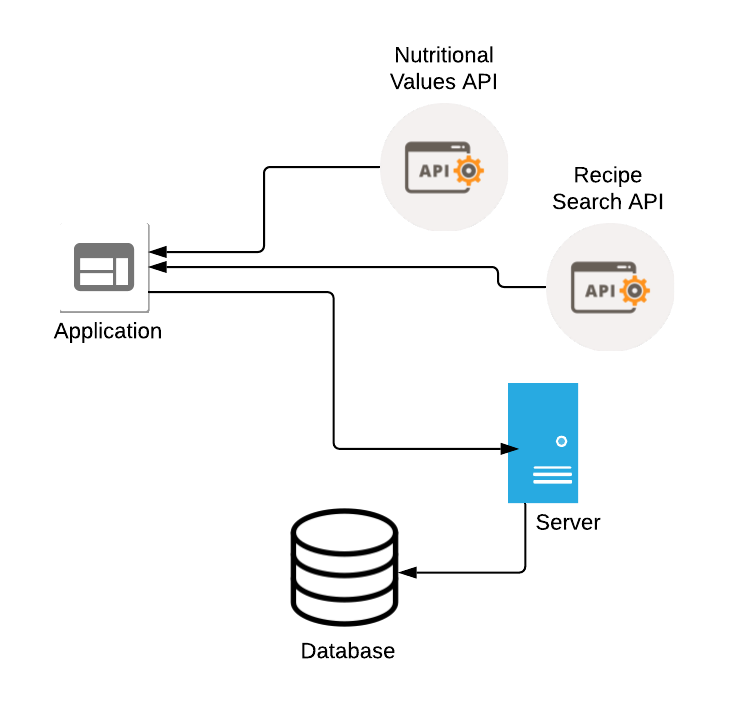 Nutritional
Values API
API
Recipe
Search API
API
Application
Server
Database